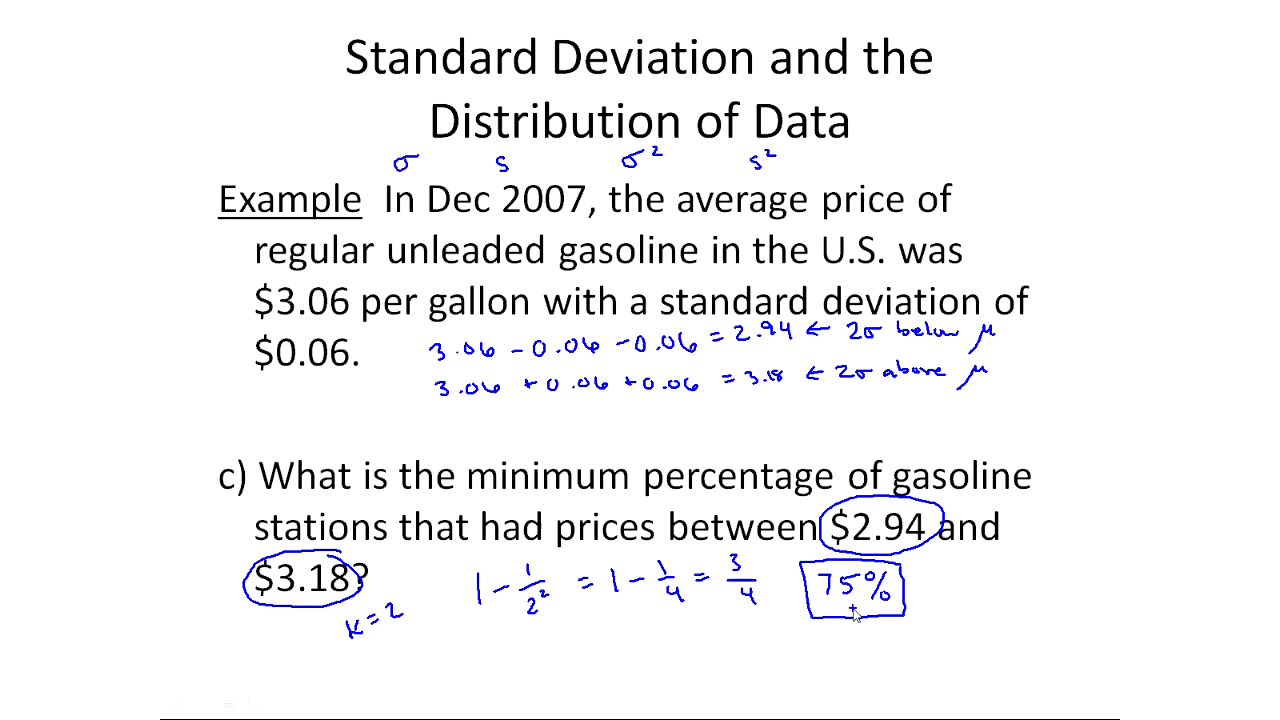 Standard Deviation and the
Distribution of Data
σ s σ² s²
Example In Dec 2007, the average price of
regular unleaded gasoline in the U.S. was
$3.06 per gallon with a standard deviation of
$0.06.
3.06 - 0.06 - 0.06 = 2.94 ← 2σ below μ
3.06 + 0.06 + 0.06 = 3.18 ← 2σ above μ
c) What is the minimum percentage of gasoline
stations that had prices between $2.94 and
$3.18?
1 - 1/2² = 1 - 1/4 = 3/4 75%
K = 2